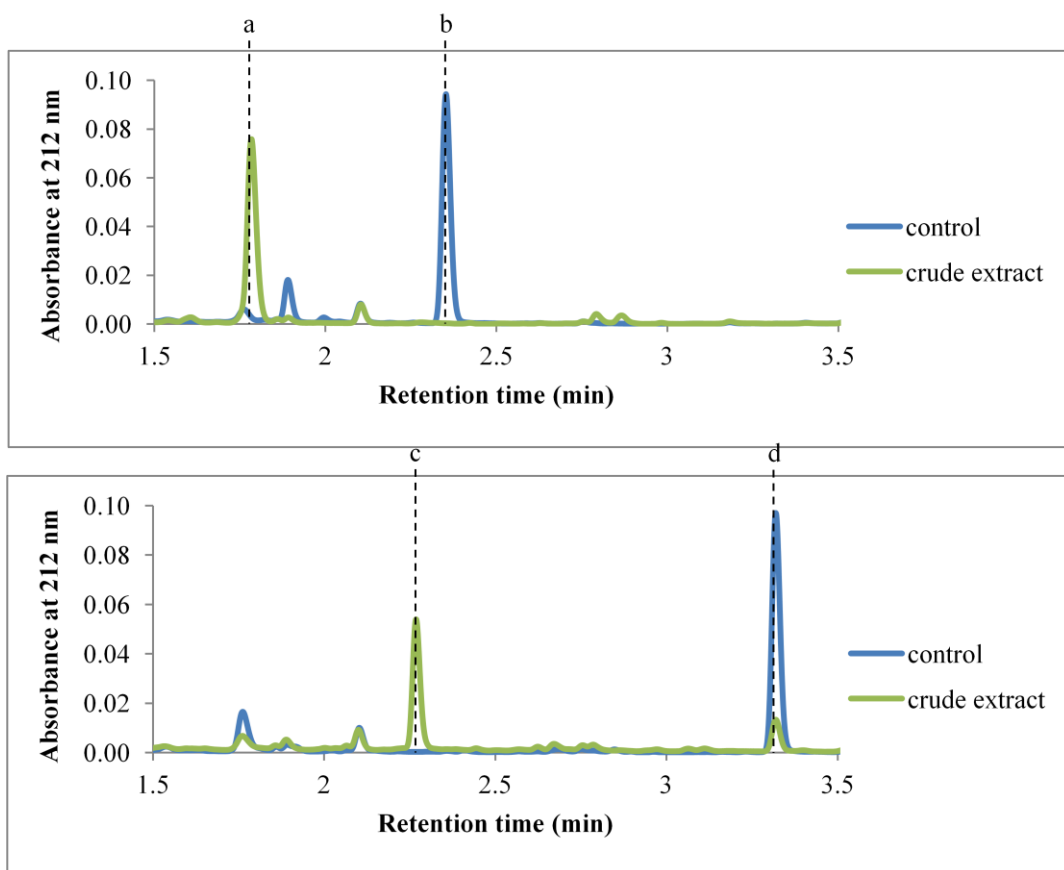 a b
0.10
0.08
0.06
0.04
0.02
0.00
Absorbance at 212 nm
1.5 2 2.5 3 3.5
Retention time (min)
control
crude extract
c d
0.10
0.08
0.06
0.04
0.02
0.00
Absorbance at 212 nm
1.5 2 2.5 3 3.5
Retention time (min)
control
crude extract